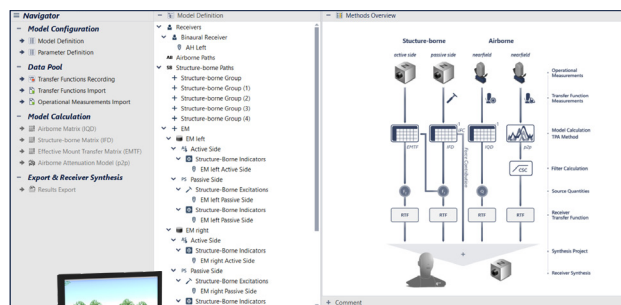 Navigator
Model Configuration
Model Definition
Parameter Definition
Data Pool
Transfer Functions Recording
Transfer Functions Import
Operational Measurements Import
Model Calculation
Airborne Matrix (IQD)
Structure-borne Matrix (IFD)
Effective Mount Transfer Matrix (EMTF)
Airborne Attenuation Model (p2p)
Export & Receiver Synthesis
Results Export
Model Definition
Receivers
Binaural Receiver
AH Left
AB Airborne Paths
SB Structure-borne Paths
+ Structure-borne Group
+ Structure-borne Group (1)
+ Structure-borne Group (2)
+ Structure-borne Group (3)
+ Structure-borne Group (4)
+ EM
EM left
Active Side
Structure-Borne Indicators
EM left Active Side
PS Passive Side
Structure-Borne Excitations
EM left Passive Side
Structure-Borne Indicators
EM left Passive Side
EM right
Active Side
Structure-Borne Indicators
EM right Active Side
PS Passive Side
Structure-Borne Excitations
EM right Passive Side
Structure-Borne Indicators
Methods Overview
Structure-borne Airborne
active side passive side nearfield nearfield
Operational
Measurements
Transfer Function
Measurements
Model Calculation
TPA Method
EMTF IFD IQD p2p
Force Contribution
CSC
Filter Calculation
Source Quantities
RTF RTF RTF RTF
Receiver
Transfer Function
+
Synthesis Project
Receiver Synthesis
+ Comment